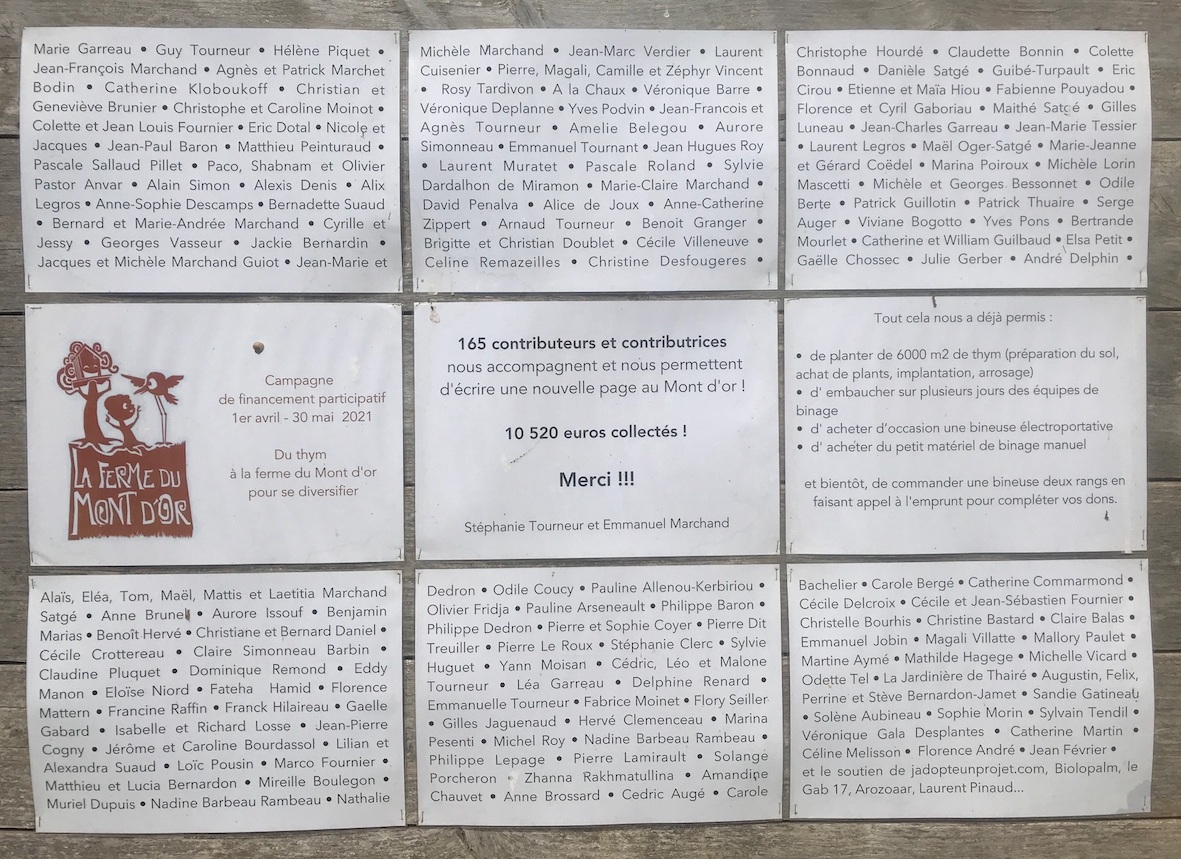 Marie Garreau • Guy Tourneur • Hélène Piquet •
Jean-François Marchand • Agnès et Patrick Marchet
Bodin • Catherine Kloboukoff • Christian et
Geneviève Brunier • Christophe et Caroline Moinot •
Colette et Jean Louis Fournier • Eric Dotal • Nicole et
Jacques • Jean-Paul Baron • Matthieu Peinturaud •
Pascale Sallaud Pillet • Paco, Shabnam et Olivier
Pastor Anvar • Alain Simon • Alexis Denis • Alix
Legros • Anne-Sophie Descamps • Bernadette Suaud
• Bernard et Marie-Andrée Marchand • Cyrille et
Jessy • Georges Vasseur • Jackie Bernardin •
Jacques et Michèle Marchand Guiot • Jean-Marie et
Michèle Marchand • Jean-Marc Verdier • Laurent
Cuisenier • Pierre, Magali, Camille et Zéphyr Vincent
• Rosy Tardivon • A la Chaux • Véronique Barre •
Véronique Deplanne • Yves Podvin • Jean-Francois et
Agnès Tourneur • Amelie Belegou • Aurore
Simonneau • Emmanuel Tournant • Jean Hugues Roy
• Laurent Muratet • Pascale Roland • Sylvie
Dardalhon de Miramon • Marie-Claire Marchand •
David Penalva • Alice de Joux • Anne-Catherine
Zippert • Arnaud Tourneur • Benoit Granger •
Brigitte et Christian Doublet • Cécile Villeneuve •
Celine Remazeilles • Christine Desfougeres •
Christophe Hourdé • Claudette Bonnin • Colette
Bonnaud • Danièle Satgé • Guibé-Turpault • Eric
Cirou • Etienne et Maïa Hiou • Fabienne Pouyadou •
Florence et Cyril Gaboriau • Maithé Satgé • Gilles
Luneau • Jean-Charles Garreau • Jean-Marie Tessier
• Laurent Legros • Maël Oger-Satgé • Marie-Jeanne
et Gérard Coëdel • Marina Poiroux • Michèle Lorin
Mascetti • Michèle et Georges Bessonnet • Odile
Berte • Patrick Guillotin • Patrick Thuaire • Serge
Auger • Viviane Bogotto • Yves Pons • Bertrande
Mourlet • Catherine et William Guilbaud • Elsa Petit •
Gaëlle Chossec • Julie Gerber • André Delphin •
LA FERME DU
MONT D'OR
Campagne
de financement participatif
1er avril - 30 mai 2021
Du thym
à la ferme du Mont d'or
pour se diversifier
165 contributeurs et contributrices
nous accompagnent et nous permettent
d'écrire une nouvelle page au Mont d'or !
10 520 euros collectés !
Merci !!!
Stéphanie Tourneur et Emmanuel Marchand
Tout cela nous a déjà permis :
• de planter de 6000 m2 de thym (préparation du sol,
achat de plants, implantation, arrosage)
• d' embaucher sur plusieurs jours des équipes de
binage
• d' acheter d'occasion une bineuse électroportative
• d' acheter du petit matériel de binage manuel
et bientôt, de commander une bineuse deux rangs en
faisant appel à l'emprunt pour compléter vos dons.
Alaïs, Eléa, Tom, Maël, Mattis et Laetitia Marchand
Satgé • Anne Brunel • Aurore Issouf • Benjamin
Marias • Benoît Hervé • Christiane et Bernard Daniel •
Cécile Crottereau • Claire Simonneau Barbin •
Claudine Pluquet • Dominique Remond • Eddy
Manon • Eloïse Niord • Fateha Hamid • Florence
Mattern • Francine Raffin • Franck Hilaireau • Gaelle
Gabard • Isabelle et Richard Losse • Jean-Pierre
Cogny • Jérôme et Caroline Bourdassol • Lilian et
Alexandra Suaud • Loïc Pousin • Marco Fournier •
Matthieu et Lucia Bernardon • Mireille Boulegon •
Muriel Dupuis • Nadine Barbeau Rambeau • Nathalie
Dedron • Odile Coucy • Pauline Allenou-Kerbiriou •
Olivier Fridja • Pauline Arseneault • Philippe Baron •
Philippe Dedron • Pierre et Sophie Coyer • Pierre Dit
Treuiller • Pierre Le Roux • Stéphanie Clerc • Sylvie
Huguet • Yann Moisan • Cédric, Léo et Malone
Tourneur • Léa Garreau • Delphine Renard •
Emmanuelle Tourneur • Fabrice Moinet • Flory Seiller
• Gilles Jaguenaud • Hervé Clemenceau • Marina
Pesenti • Michel Roy • Nadine Barbeau Rambeau •
Philippe Lepage • Pierre Lamirault • Solange
Porcheron • Zhanna Rakhmatullina • Amandine
Chauvet • Anne Brossard • Cedric Augé • Carole
Bachelier • Carole Bergé • Catherine Commarmond •
Cécile Delcroix • Cécile et Jean-Sébastien Fournier •
Christelle Bourhis • Christine Bastard • Claire Balas •
Emmanuel Jobin • Magali Villatte • Mallory Paulet •
Martine Aymé • Mathilde Hagege • Michelle Vicard •
Odette Tel • La Jardinière de Thairé • Augustin, Felix,
Perrine et Stève Bernardon-Jamet • Sandie Gatineau
• Solène Aubineau • Sophie Morin • Sylvain Tendil •
Véronique Gala Desplantes • Catherine Martin •
Céline Melisson • Florence André • Jean Février •
et le soutien de jadopteunprojet.com, Biolopalm, le
Gab 17, Arozoaar, Laurent Pinaud...